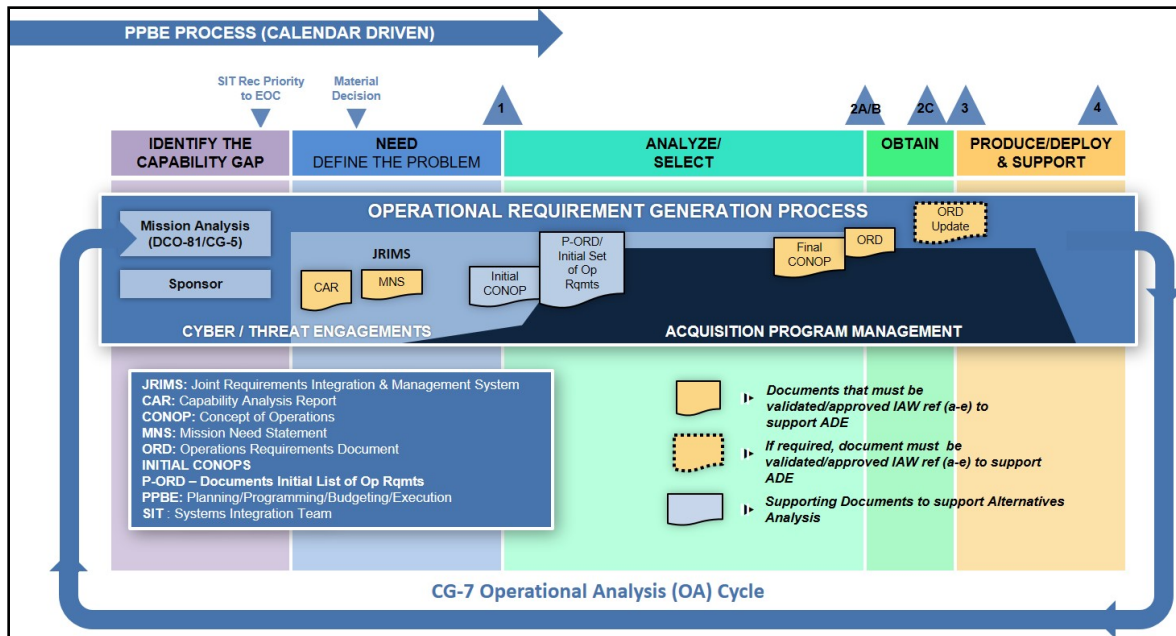 PPBE PROCESS (CALENDAR DRIVEN)
SIT Rec Priority
to EOC
Material
Decision
1
2A/B
2C
3
4
IDENTIFY THE
CAPABILITY GAP
NEED
DEFINE THE PROBLEM
ANALYZE/
SELECT
OBTAIN
PRODUCE/DEPLOY
& SUPPORT
OPERATIONAL REQUIREMENT GENERATION PROCESS
Mission Analysis
(DCO-81/CG-5)
Sponsor
JRIMS
CAR
MNS
Initial
CONOP
P-ORD/
Initial Set
of Op
Rqmts
Final
CONOP
ORD
ORD
Update
CYBER / THREAT ENGAGEMENTS
ACQUISITION PROGRAM MANAGEMENT
JRIMS: Joint Requirements Integration & Management System
CAR: Capability Analysis Report
CONOP: Concept of Operations
MNS: Mission Need Statement
ORD: Operations Requirements Document
INITIAL CONOPS
P-ORD – Documents Initial List of Op Rqmts
PPBE: Planning/Programming/Budgeting/Execution
SIT : Systems Integration Team
Documents that must be
validated/approved IAW ref (a-e) to
support ADE
If required, document must be
validated/approved IAW ref (a-e) to support
ADE
Supporting Documents to support Alternatives
Analysis
CG-7 Operational Analysis (OA) Cycle